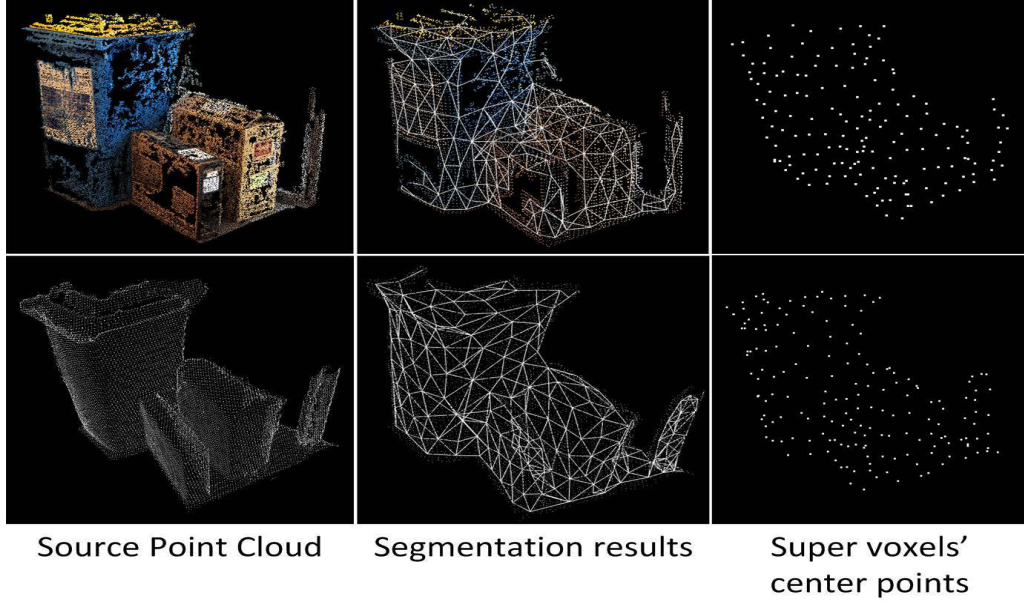 Source Point Cloud
Segmentation results
Super voxels'
center points